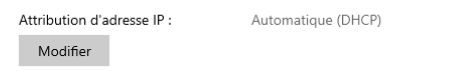 Attribution d'adresse IP : Automatique (DHCP)
Modifier